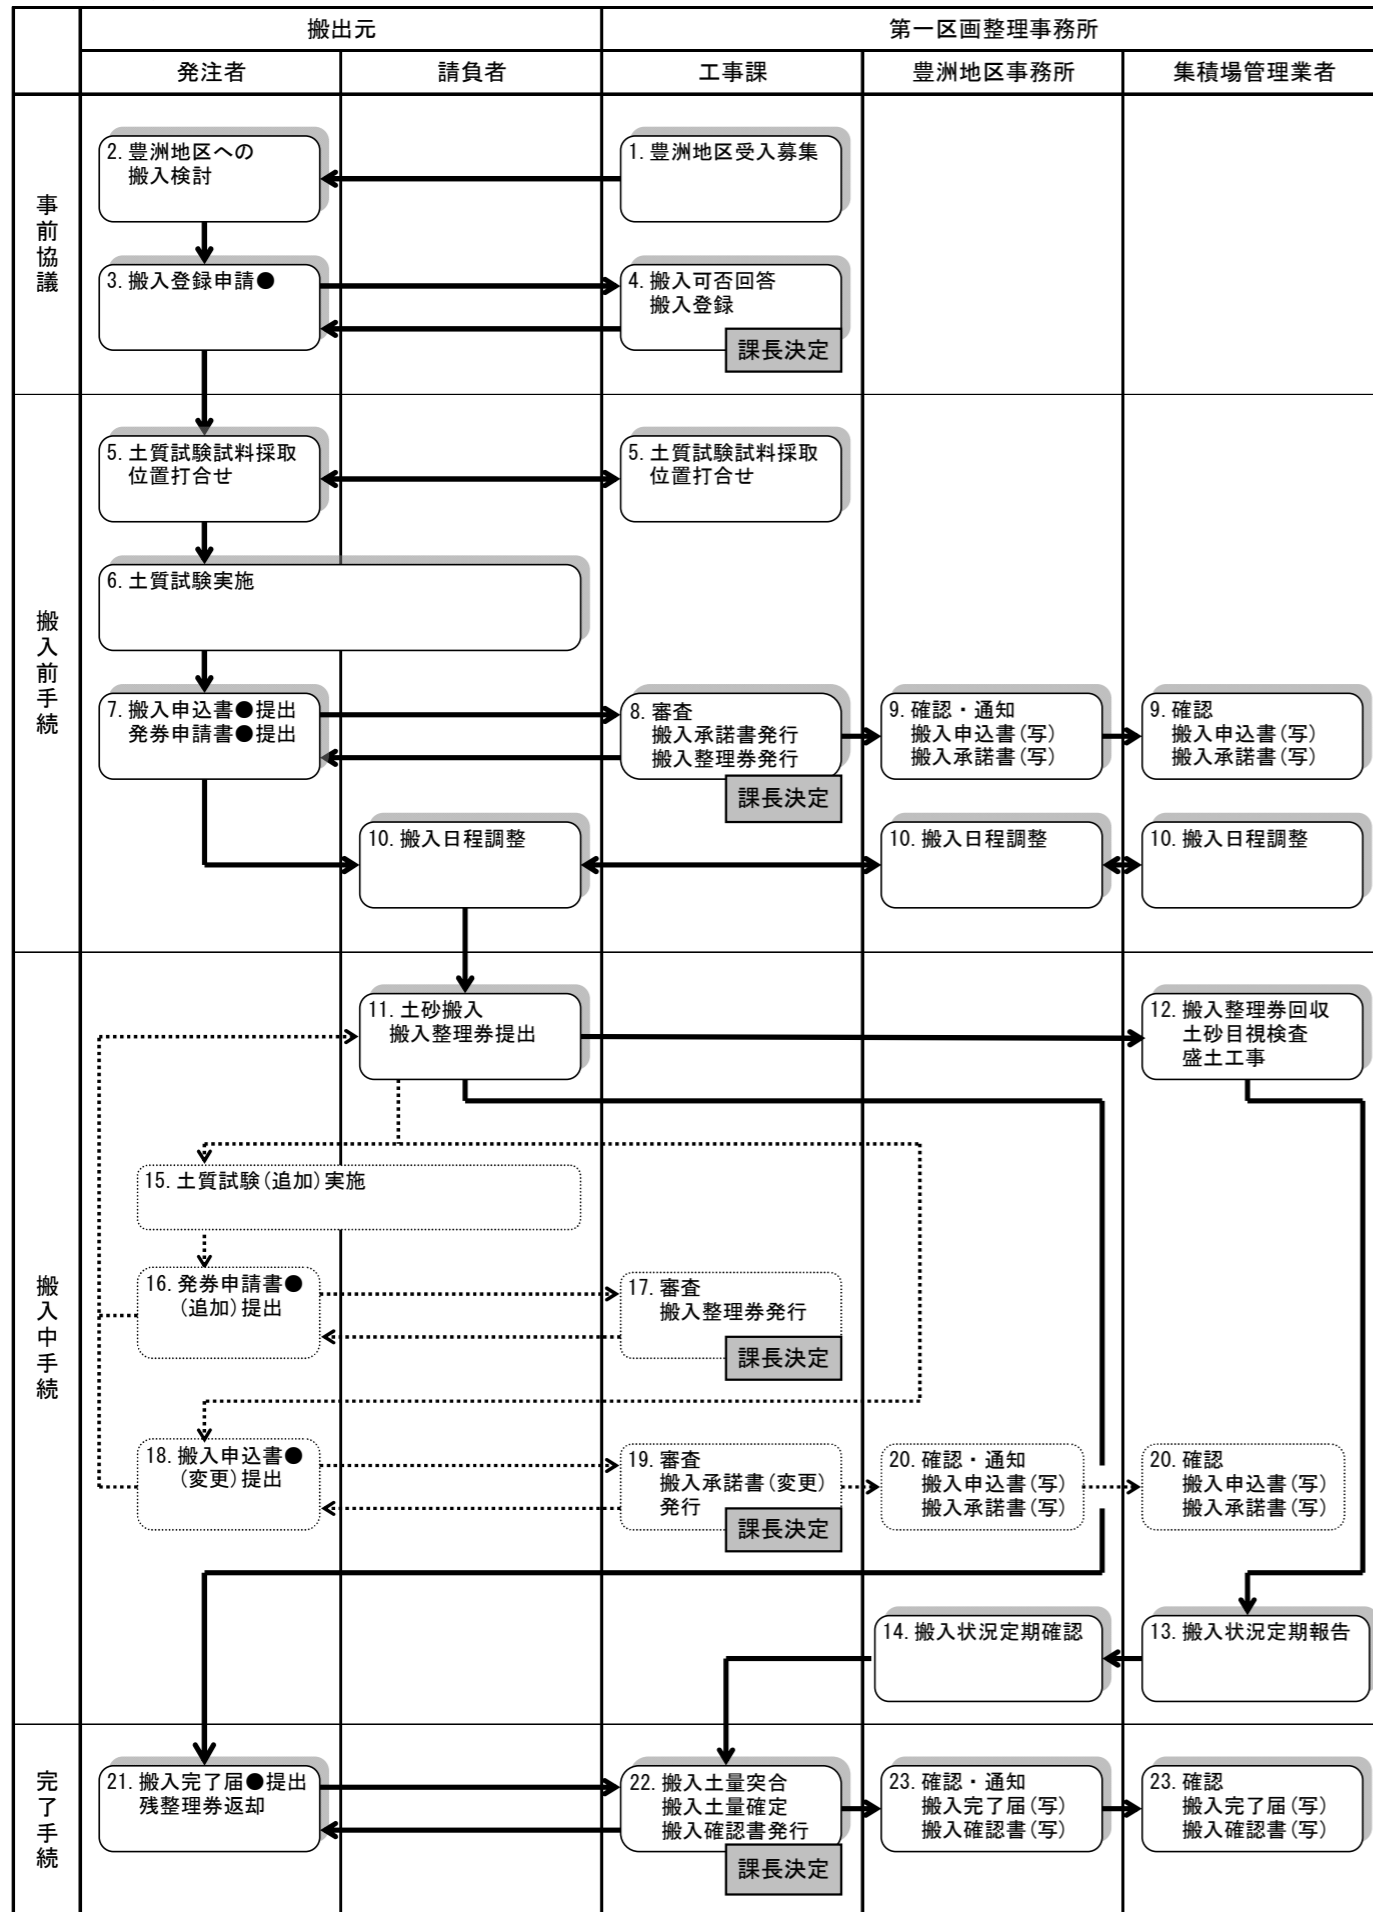 搬出元
第一区画整理事務所
発注者
請負者
工事課
豊洲地区事務所
集積場管理業者
事前協議
2. 豊洲地区への
搬入検討
1. 豊洲地区受入募集
3. 搬入登録申請●
4. 搬入可否回答
搬入登録
課長決定
搬入前手続
5. 土質試験試料採取
位置打合せ
5. 土質試験試料採取
位置打合せ
6. 土質試験実施
7. 搬入申込書●提出
発券申請書●提出
8. 審査
搬入承諾書発行
搬入整理券発行
課長決定
9. 確認・通知
搬入申込書(写)
搬入承諾書(写)
9. 確認
搬入申込書(写)
搬入承諾書(写)
10. 搬入日程調整
10. 搬入日程調整
10. 搬入日程調整
搬入中手続
11. 土砂搬入
搬入整理券提出
12. 搬入整理券回収
土砂目視検査
盛土工事
15. 土質試験(追加)実施
16. 発券申請書●
(追加)提出
17. 審査
搬入整理券発行
課長決定
18. 搬入申込書●
(変更)提出
19. 審査
搬入承諾書(変更)
発行
課長決定
20. 確認・通知
搬入申込書(写)
搬入承諾書(写)
20. 確認
搬入申込書(写)
搬入承諾書(写)
14. 搬入状況定期確認
13. 搬入状況定期報告
完了手続
21. 搬入完了届●提出
残整理券返却
22. 搬入土量突合
搬入土量確定
搬入確認書発行
課長決定
23. 確認・通知
搬入完了届(写)
搬入確認書(写)
23. 確認
搬入完了届(写)
搬入確認書(写)